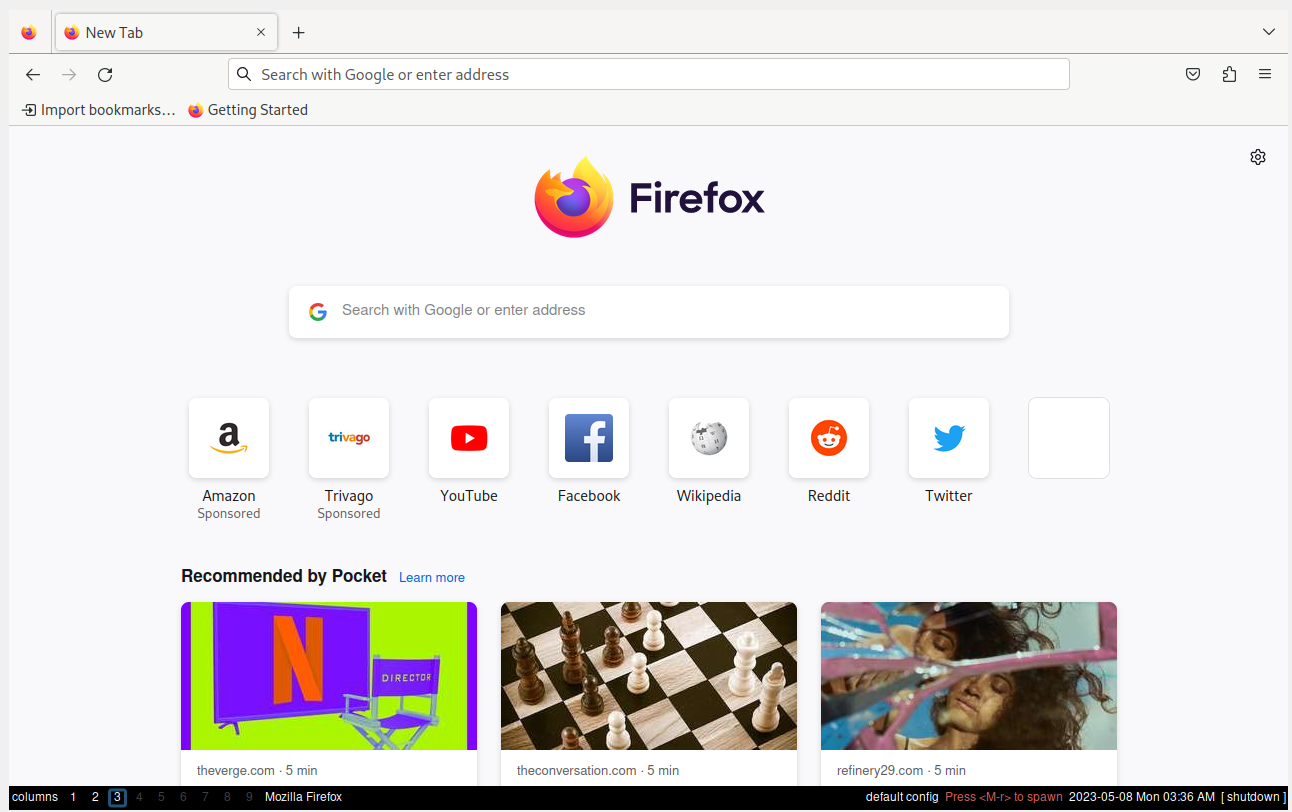 New Tab
Search with Google or enter address
Import bookmarks...
Getting Started
Firefox
Search with Google or enter address
a
trivago
Amazon
Sponsored
Trivago
Sponsored
YouTube
Facebook
Wikipedia
Reddit
Twitter
Recommended by Pocket Learn more
N
DIRECTOR
theverge.com · 5 min
theconversation.com · 5 min
refinery29.com · 5 min
columns 1 2 3 4 5 6 7 8 9 Mozilla Firefox default config Press <M-r> to spawn 2023-05-08 Mon 03:36 AM [ shutdown ]